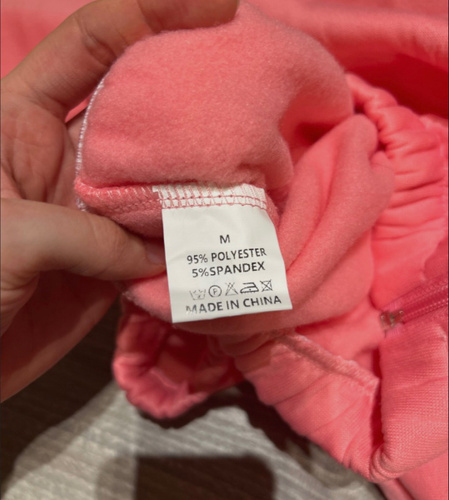 M
95% POLYESTER
5%SPANDEX
MADE IN CHINA